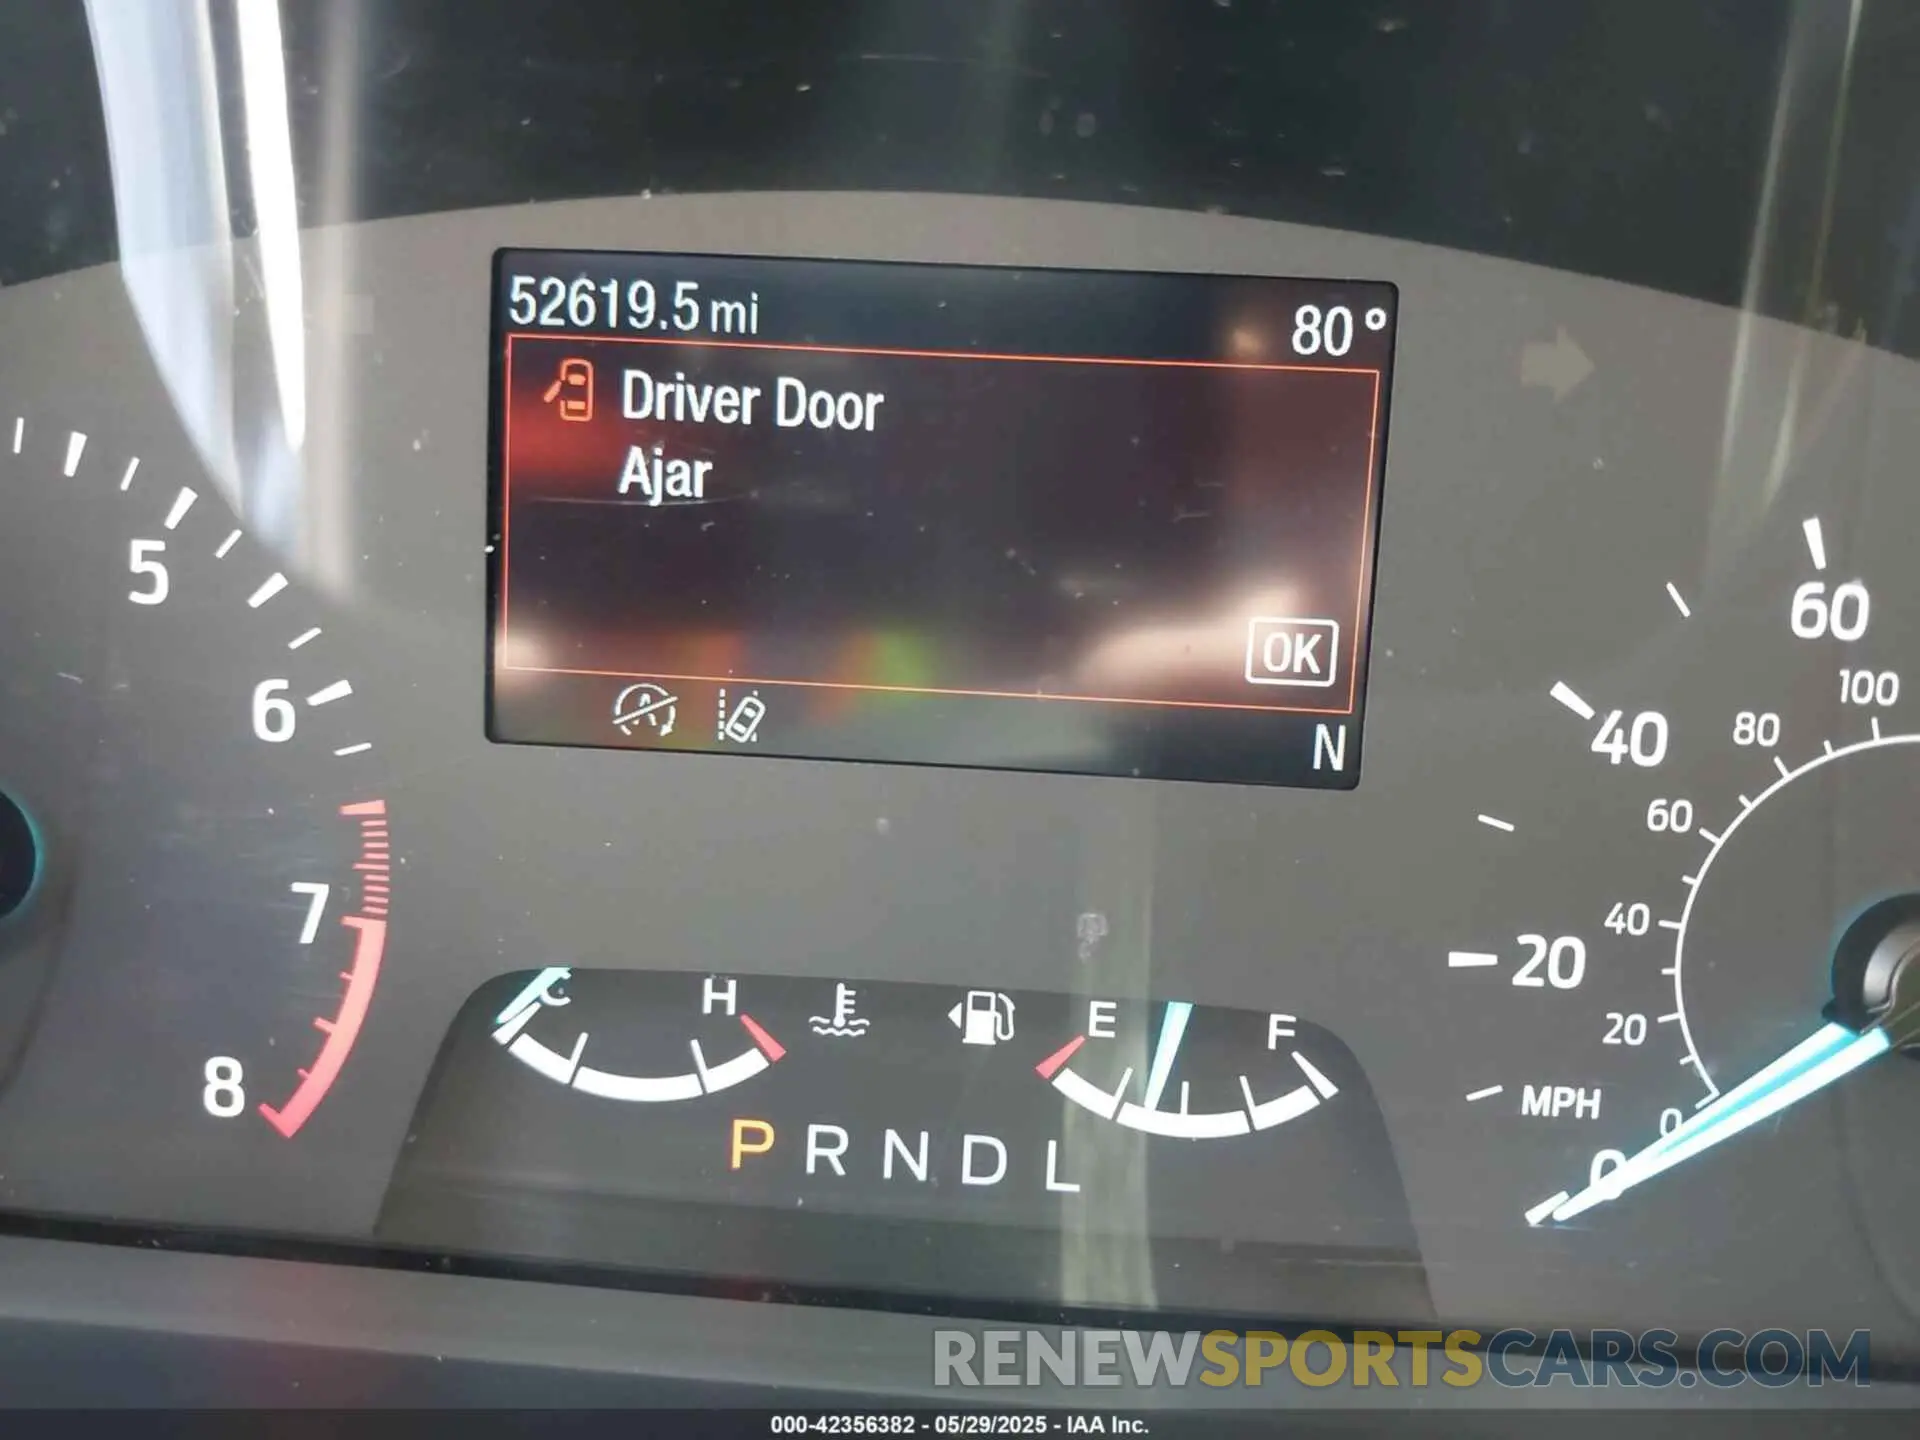 52619.5 mi 80°
Driver Door
Ajar
OK
A
N
5
6
7
8
60
40
20
MPH
0
100
80
60
40
20
0
C H E F
P R N D L
RENEWSPORTSCARS.COM
000-42356382 - 05/29/2025 - IAA Inc.